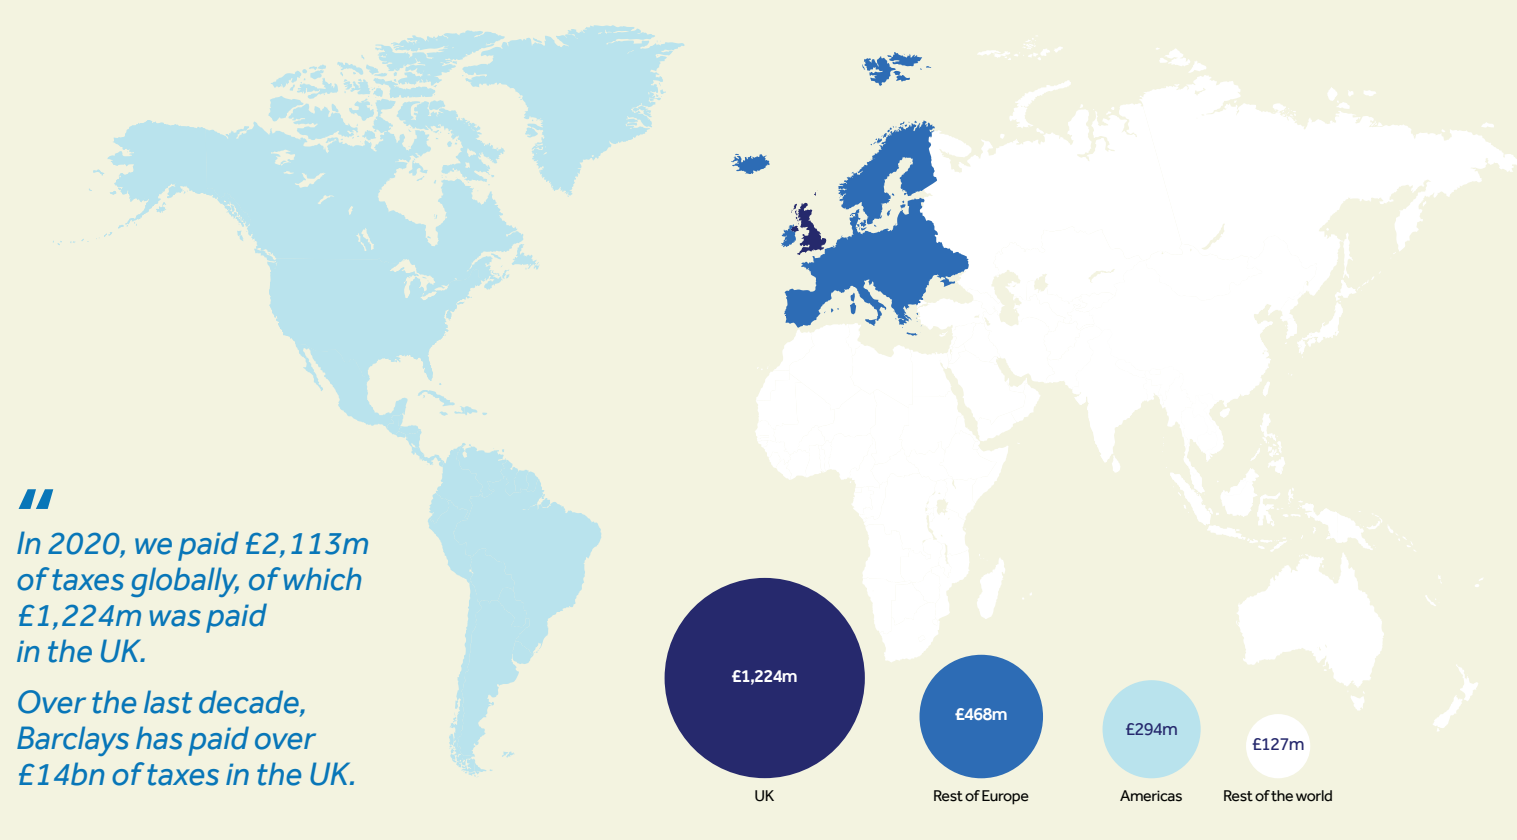 “
In 2020, we paid £2,113m
of taxes globally, of which
£1,224m was paid
in the UK.
Over the last decade,
Barclays has paid over
£14bn of taxes in the UK.
£1,224m
£468m
£294m
£127m
UK
Rest of Europe
Americas
Rest of the world